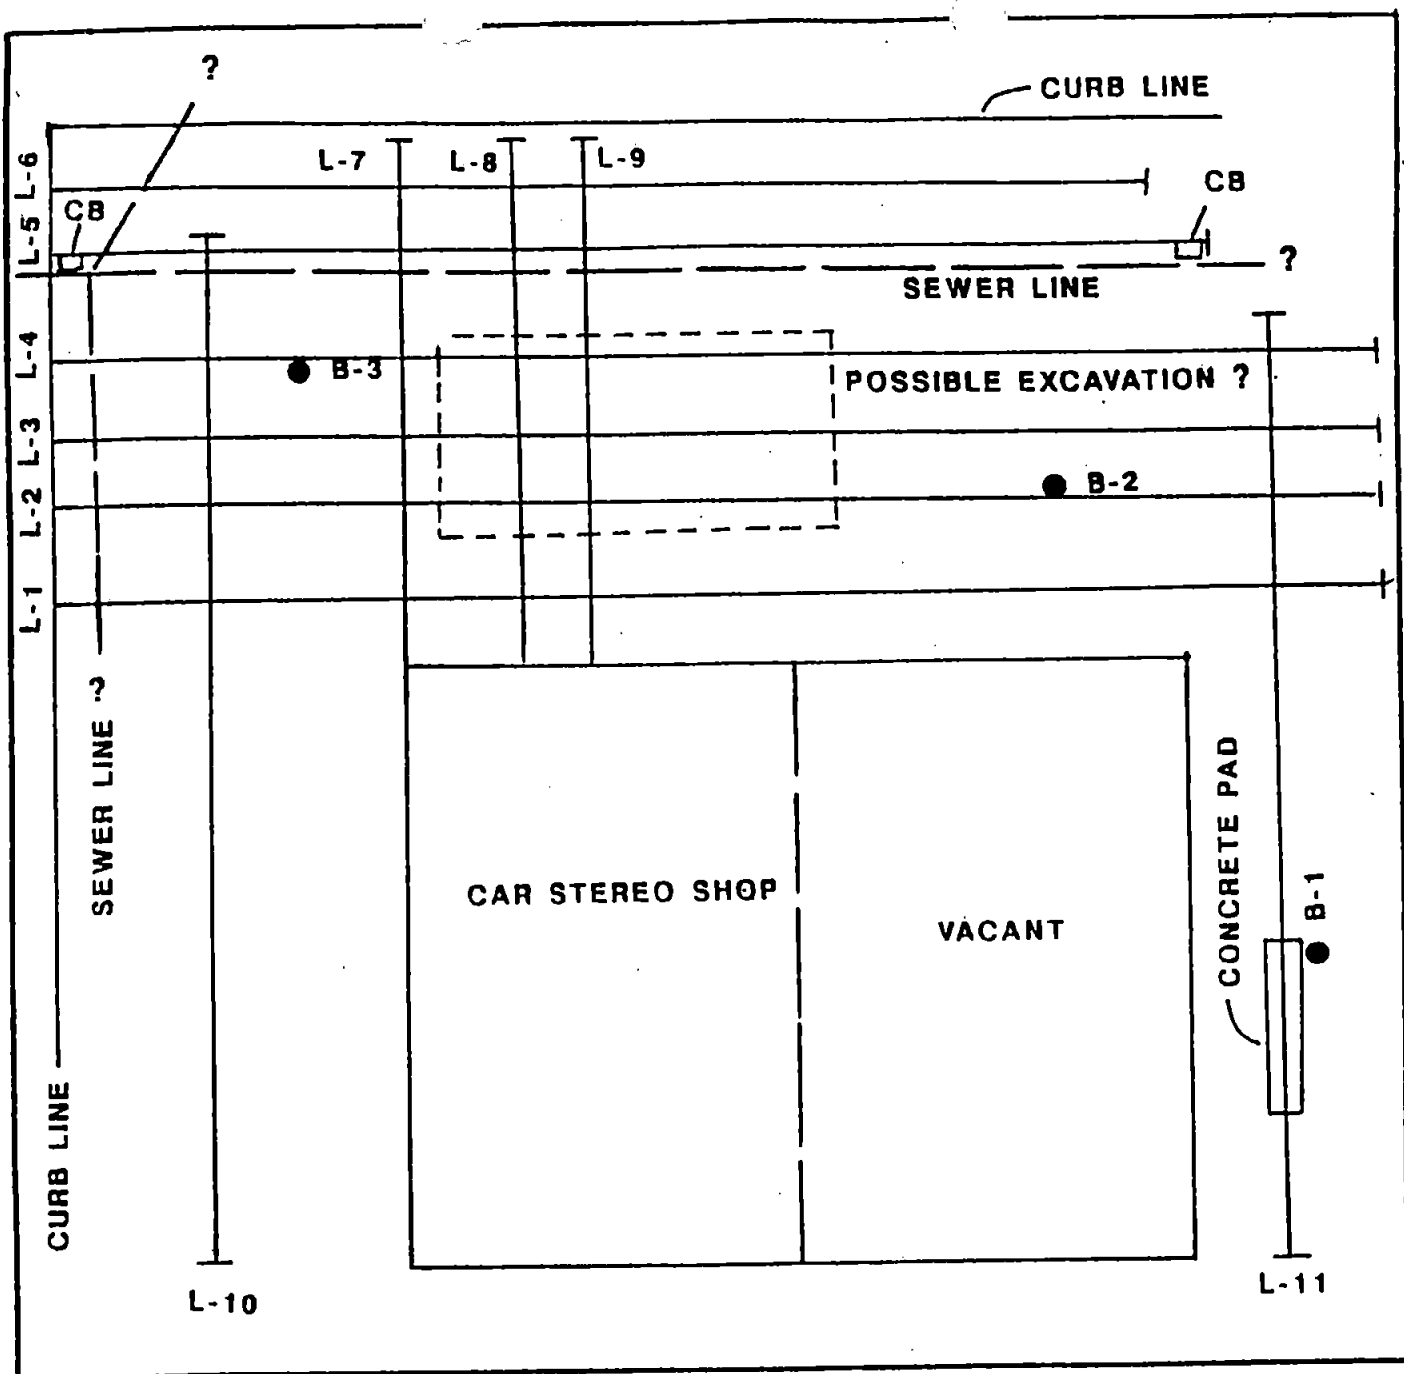 ?
CURB LINE
L-6
L-7
L-8
L-9
CB
CB
L-5
?
SEWER LINE
L-4
B-3
POSSIBLE EXCAVATION ?
L-3
L-2
B-2
L-1
SEWER LINE ?
CONCRETE PAD
CAR STEREO SHOP
VACANT
B-1
CURB LINE
L-10
L-11